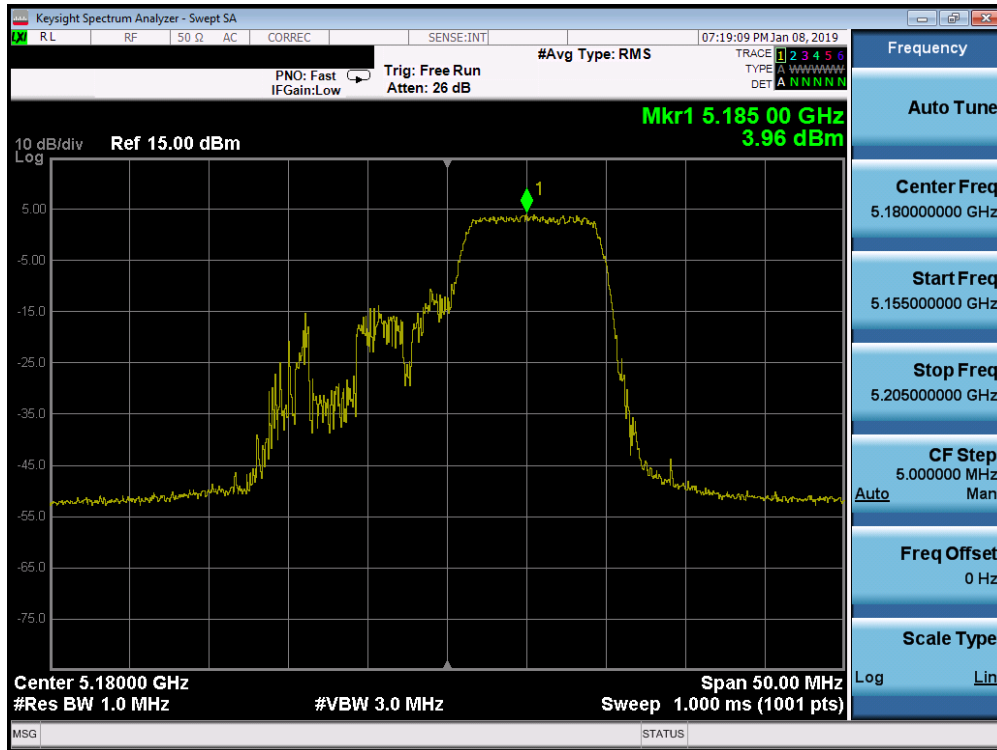 Keysight Spectrum Analyzer - Swept SA
LXI RL RF 50 Ω AC CORREC SENSE:INT 07:19:09 PM Jan 08, 2019
PNO: Fast
IFGain:Low
Trig: Free Run
Atten: 26 dB
#Avg Type: RMS
TRACE 1 2 3 4 5 6
TYPE A WWWWW
DET A N N N N N
Mkr1 5.185 00 GHz
3.96 dBm
10 dB/div
Log
Ref 15.00 dBm
1
5.00
-5.00
-15.0
-25.0
-35.0
-45.0
-55.0
-65.0
-75.0
Center 5.18000 GHz
Span 50.00 MHz
#Res BW 1.0 MHz
#VBW 3.0 MHz
Sweep 1.000 ms (1001 pts)
MSG
STATUS
Frequency
Auto Tune
Center Freq
5.180000000 GHz
Start Freq
5.155000000 GHz
Stop Freq
5.205000000 GHz
CF Step
5.000000 MHz
Auto Man
Freq Offset
0 Hz
Scale Type
Log Lin